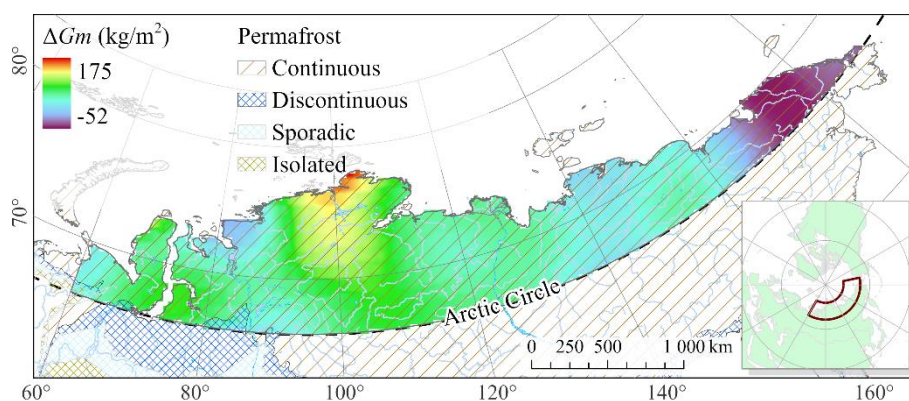 ΔGm (kg/m²)
175
-52
Permafrost
Continuous
Discontinuous
Sporadic
Isolated
80°
70°
Arctic Circle
0 250 500 1 000 km
60° 80° 100° 120° 140° 160°